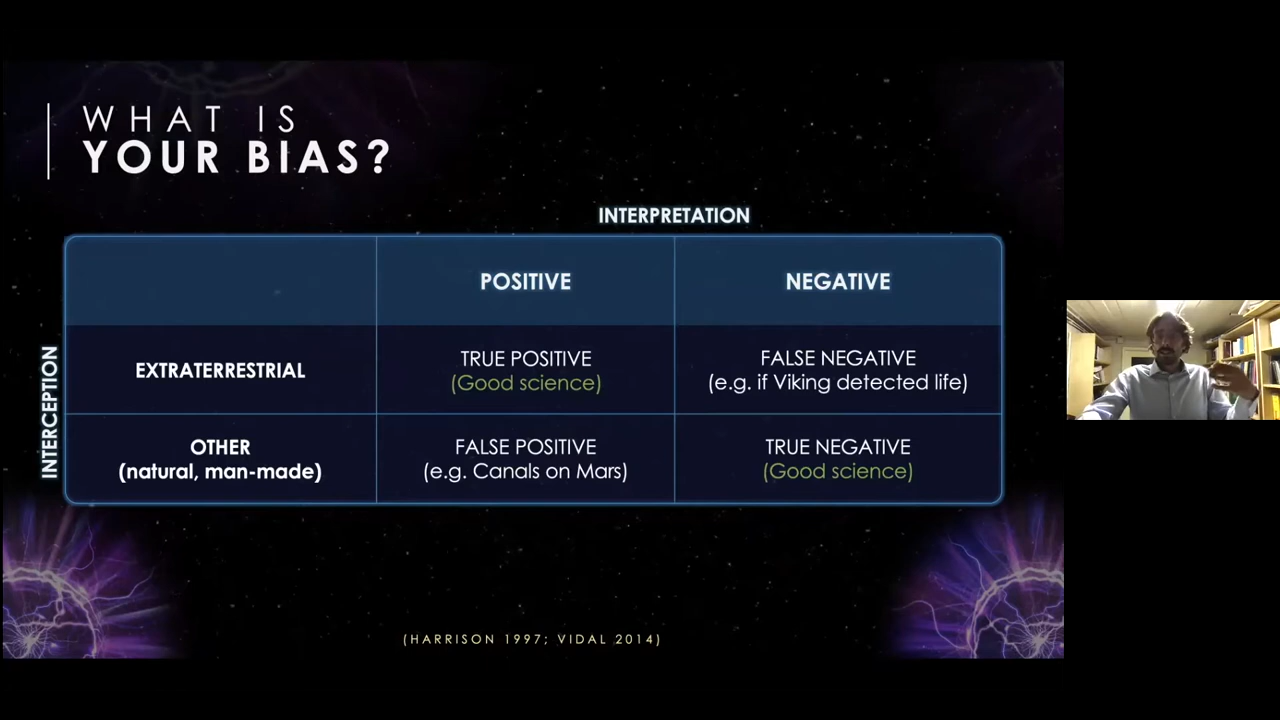 WHAT IS
YOUR BIAS?
INTERPRETATION
POSITIVE
NEGATIVE
INTERCEPTION
EXTRATERRESTRIAL
TRUE POSITIVE
(Good science)
FALSE NEGATIVE
(e.g. if Viking detected life)
OTHER
(natural, man-made)
FALSE POSITIVE
(e.g. Canals on Mars)
TRUE NEGATIVE
(Good science)
(HARRISON 1997; VIDAL 2014)